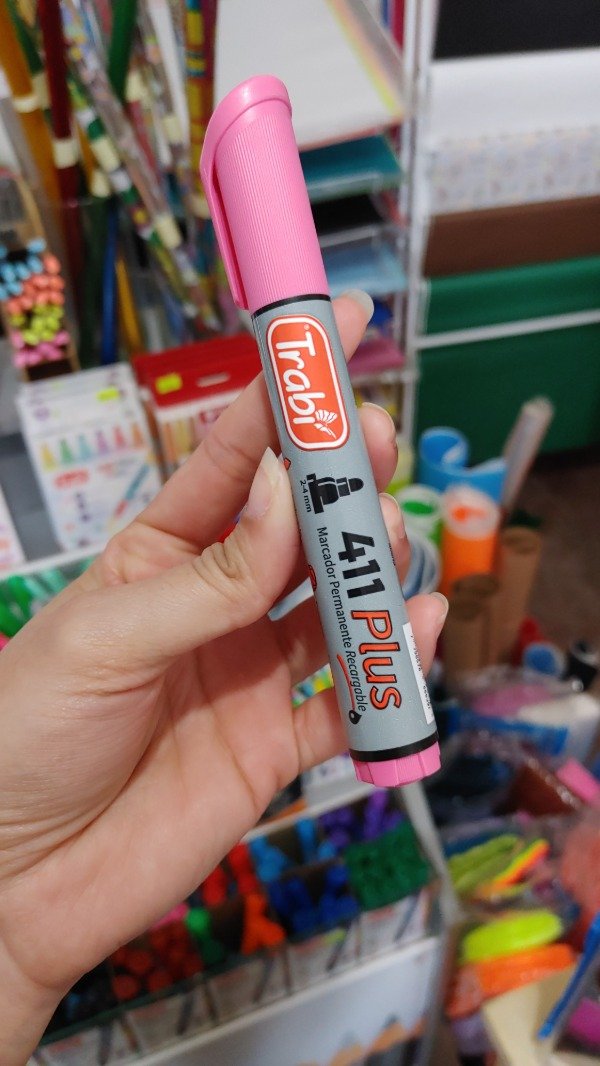 Trabi
2-4 mm
411 Plus
Marcador Permanente Recargable